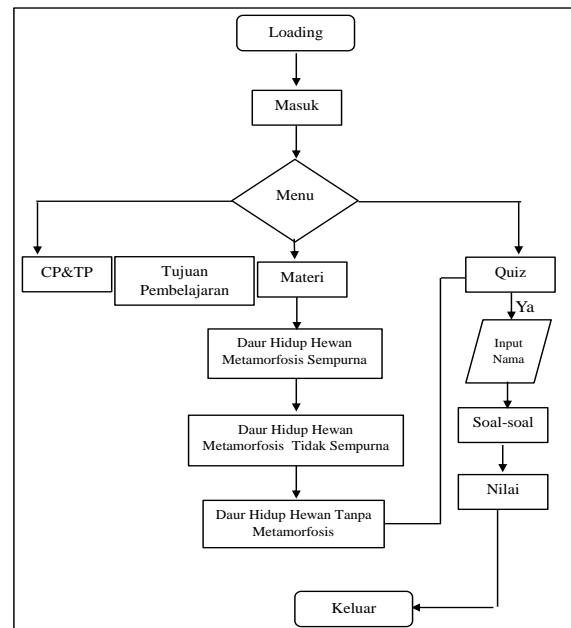 Loading
Masuk
Menu
CP&TP
Tujuan
Pembelajaran
Materi
Quiz
Ya
Daur Hidup Hewan
Metamorfosis Sempurna
Input
Nama
Daur Hidup Hewan
Metamorfosis Tidak Sempurna
Soal-soal
Daur Hidup Hewan Tanpa
Metamorfosis
Nilai
Keluar